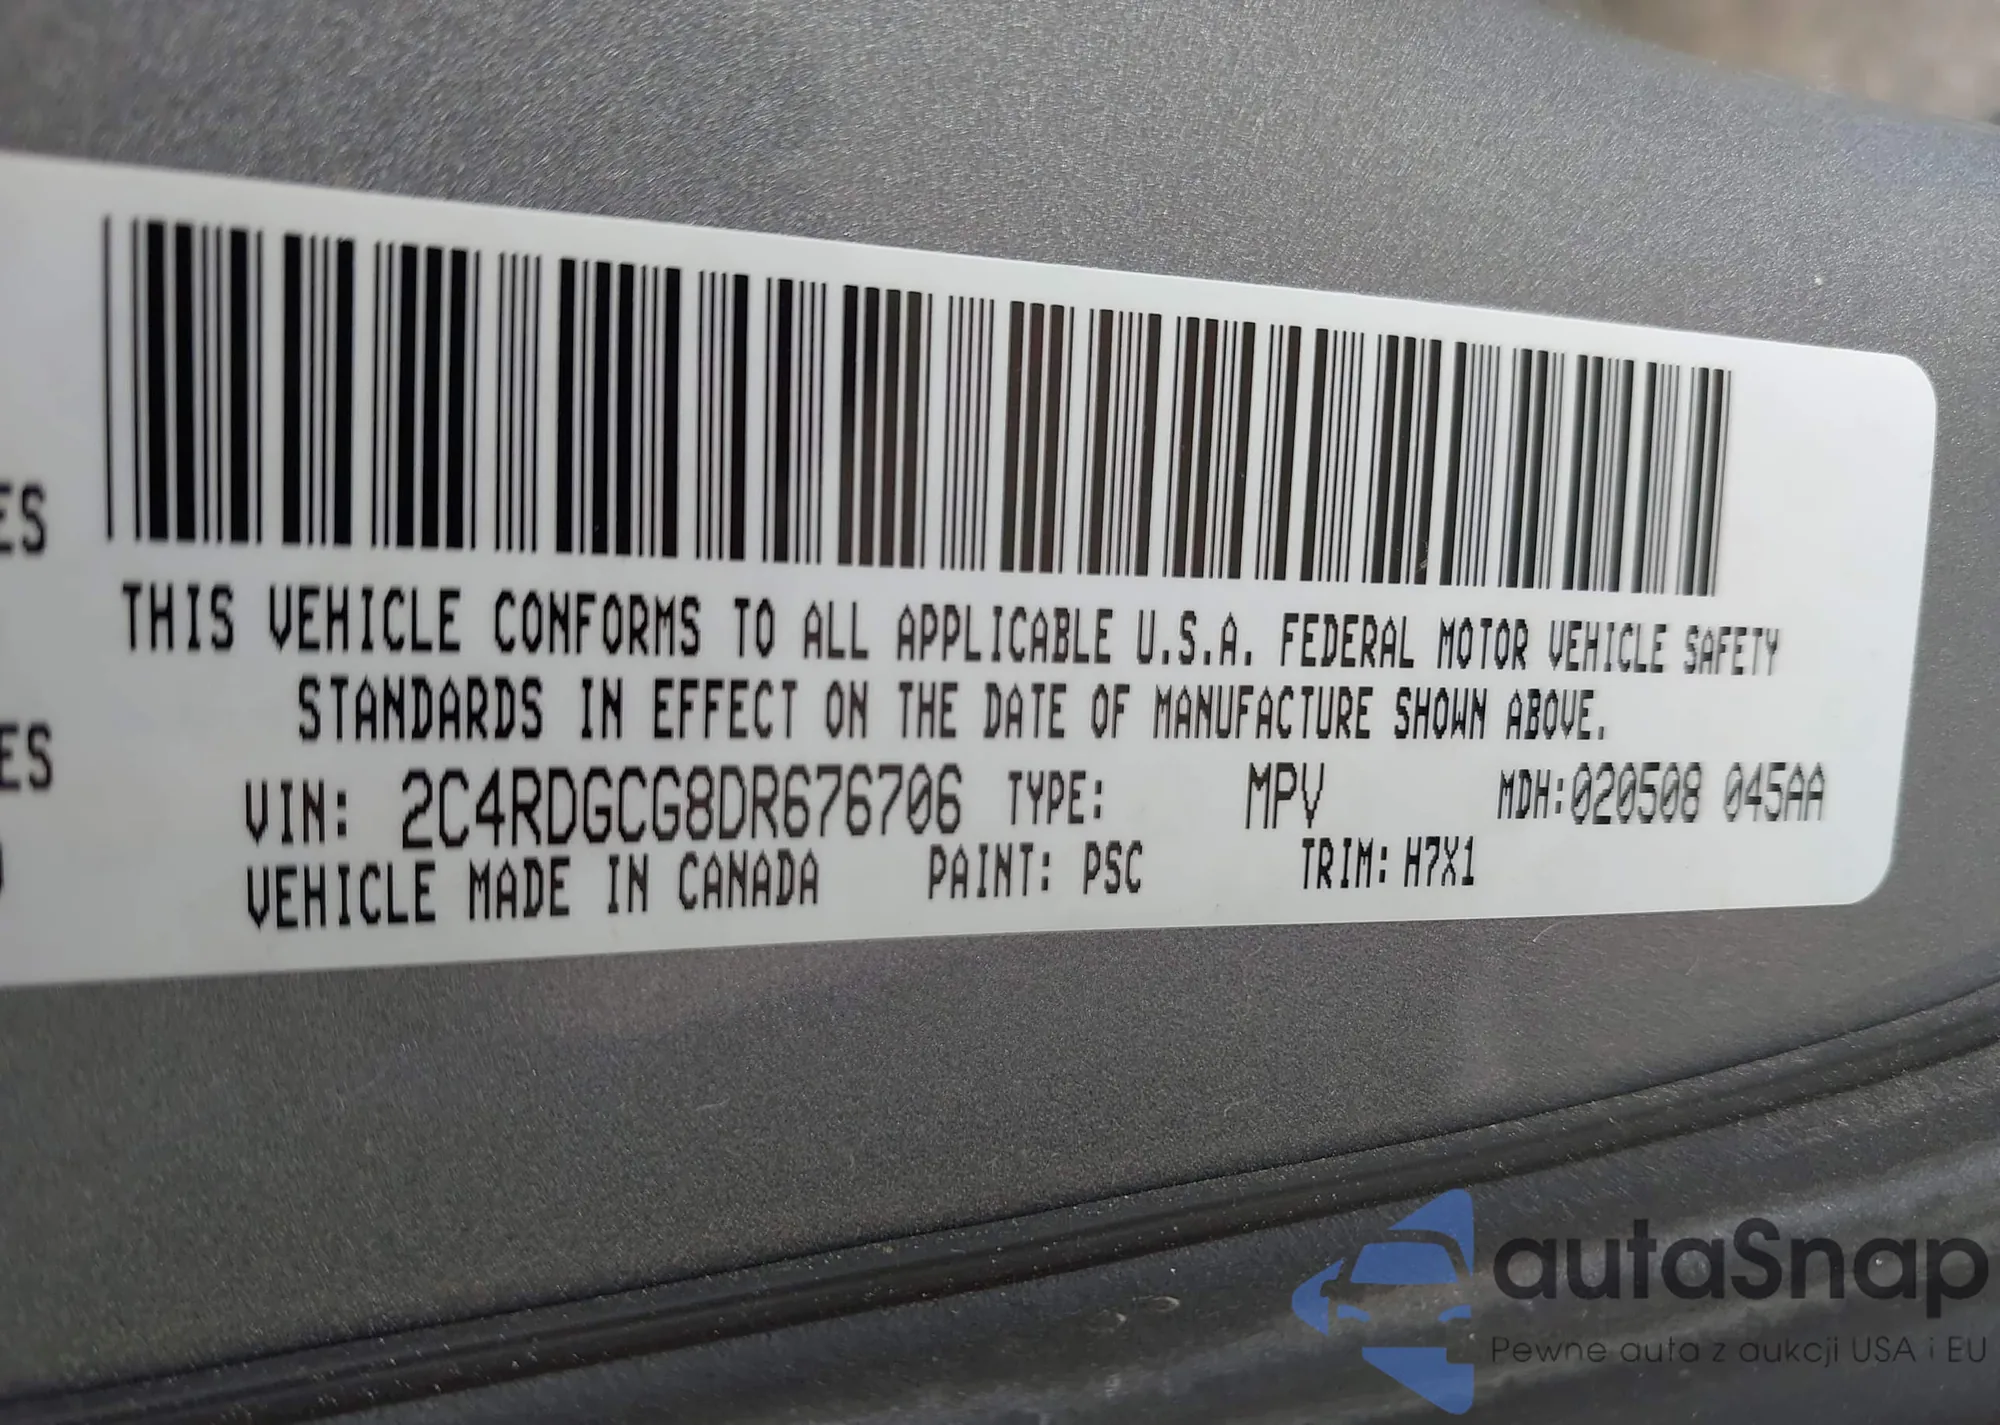 ES
THIS VEHICLE CONFORMS TO ALL APPLICABLE U.S.A. FEDERAL MOTOR VEHICLE SAFETY
STANDARDS IN EFFECT ON THE DATE OF MANUFACTURE SHOWN ABOVE.
ES
VIN: 2C4RDGCG8DR676706 TYPE: MPV MDH:020508 045AA
VEHICLE MADE IN CANADA PAINT: PSC TRIM: H7X1
autaSnap
Pewne auta z aukcji USA i EU